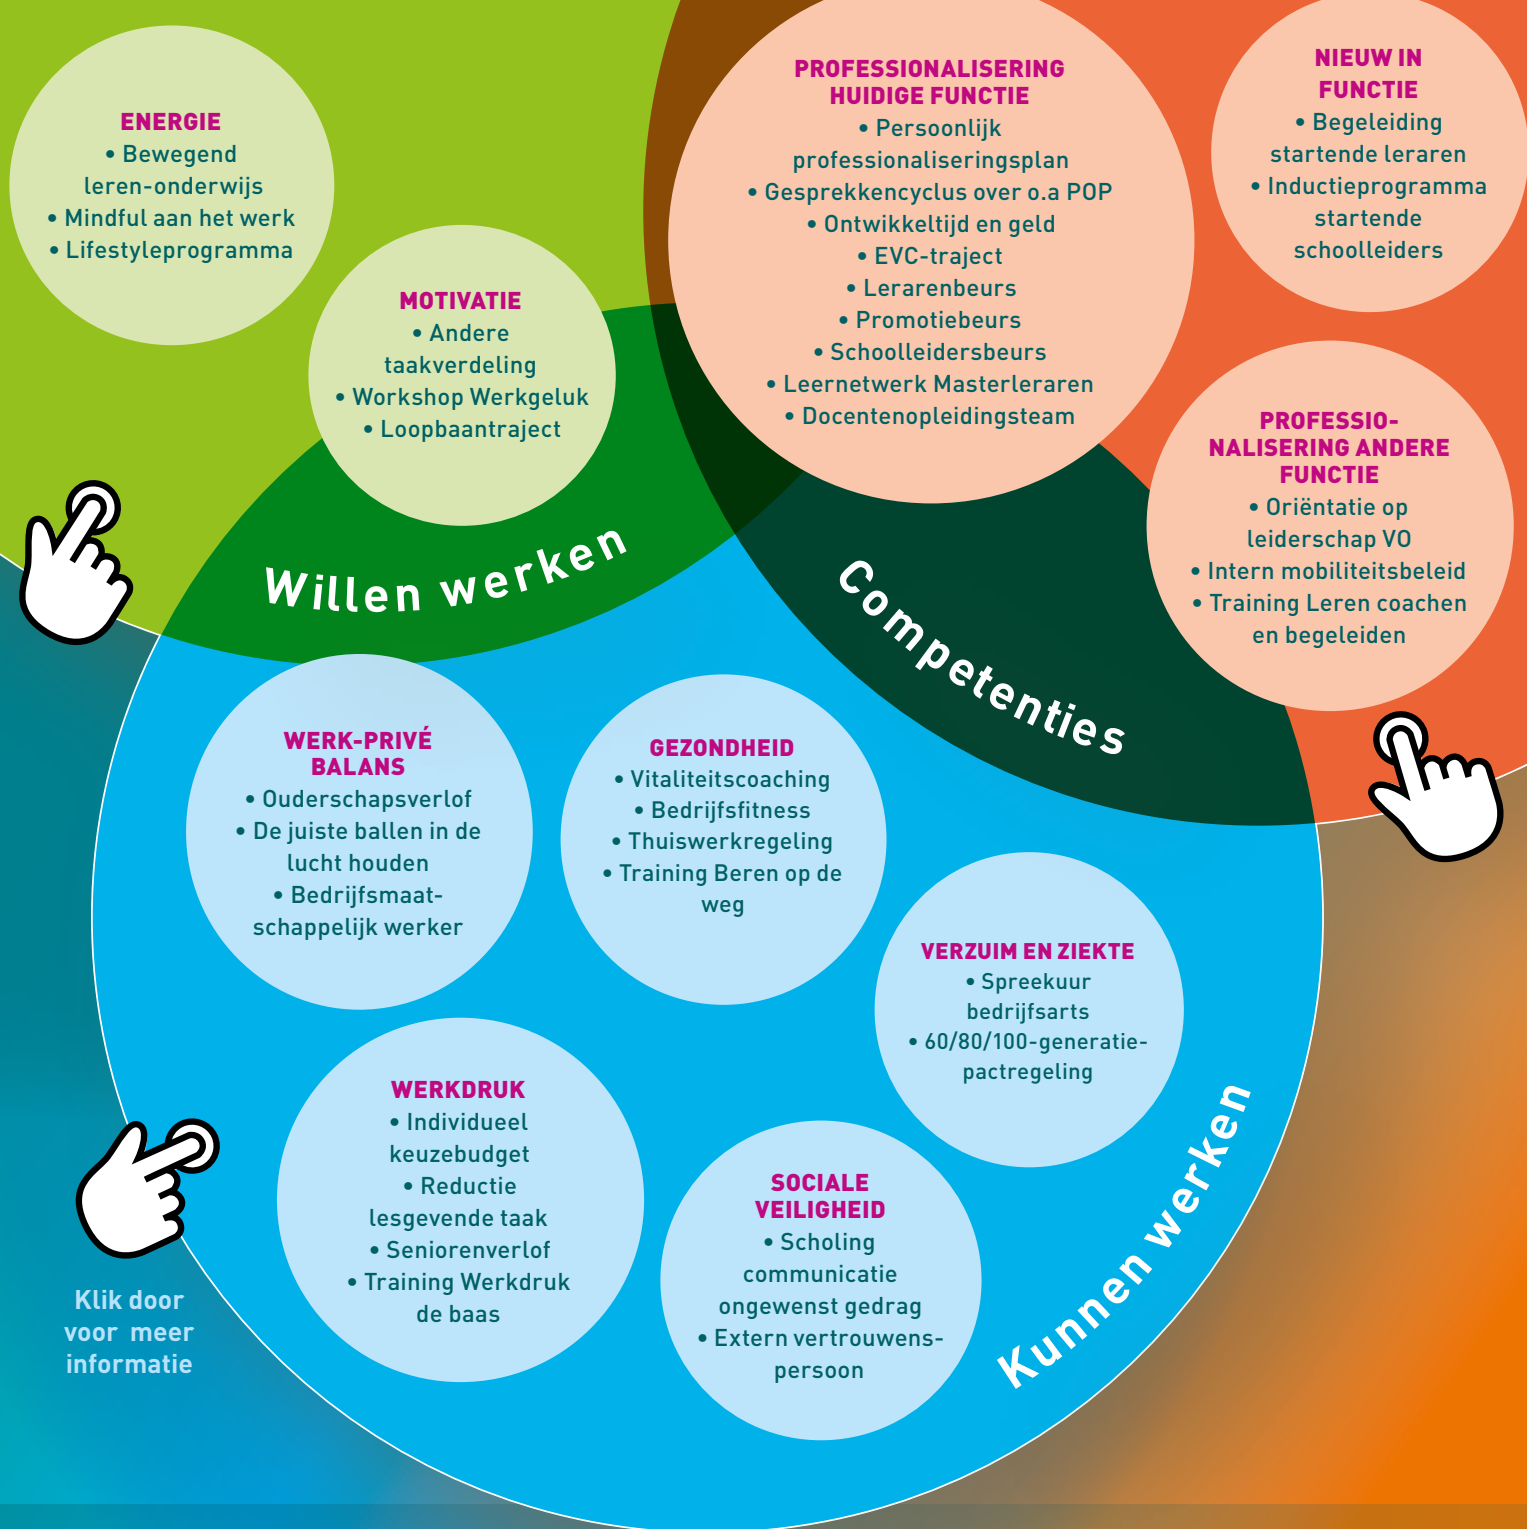 ENERGIE
• Bewegend
leren-onderwijs
• Mindful aan het werk
• Lifestyleprogramma
MOTIVATIE
• Andere
taakverdeling
• Workshop Werkgeluk
• Loopbaantraject
Willen werken
PROFESSIONALISERING
HUIDIGE FUNCTIE
• Persoonlijk
professionaliseringsplan
• Gesprekkencyclus over o.a POP
• Ontwikkeltijd en geld
• EVC-traject
• Lerarenbeurs
• Promotiebeurs
• Schoolleidersbeurs
• Leernetwerk Masterleraren
• Docentenopleidingsteam
NIEUW IN
FUNCTIE
• Begeleiding
startende leraren
• Inductieprogramma
startende
schoolleiders
PROFESSIO-
NALISERING ANDERE
FUNCTIE
• Oriëntatie op
leiderschap VO
• Intern mobiliteitsbeleid
• Training Leren coachen
en begeleiden
Competenties
WERK-PRIVÉ
BALANS
• Ouderschapsverlof
• De juiste ballen in de
lucht houden
• Bedrijfsmaat-
schappelijk werker
GEZONDHEID
• Vitaliteitscoaching
• Bedrijfsfitness
• Thuiswerkregeling
• Training Beren op de
weg
VERZUIM EN ZIEKTE
• Spreekuur
bedrijfsarts
• 60/80/100-generatie-
pactregeling
WERKDRUK
• Individueel
keuzebudget
• Reductie
lesgevende taak
• Seniorenverlof
• Training Werkdruk
de baas
SOCIALE
VEILIGHEID
• Scholing
communicatie
ongewenst gedrag
• Extern vertrouwens-
persoon
Kunnen werken
Klik door
voor meer
informatie